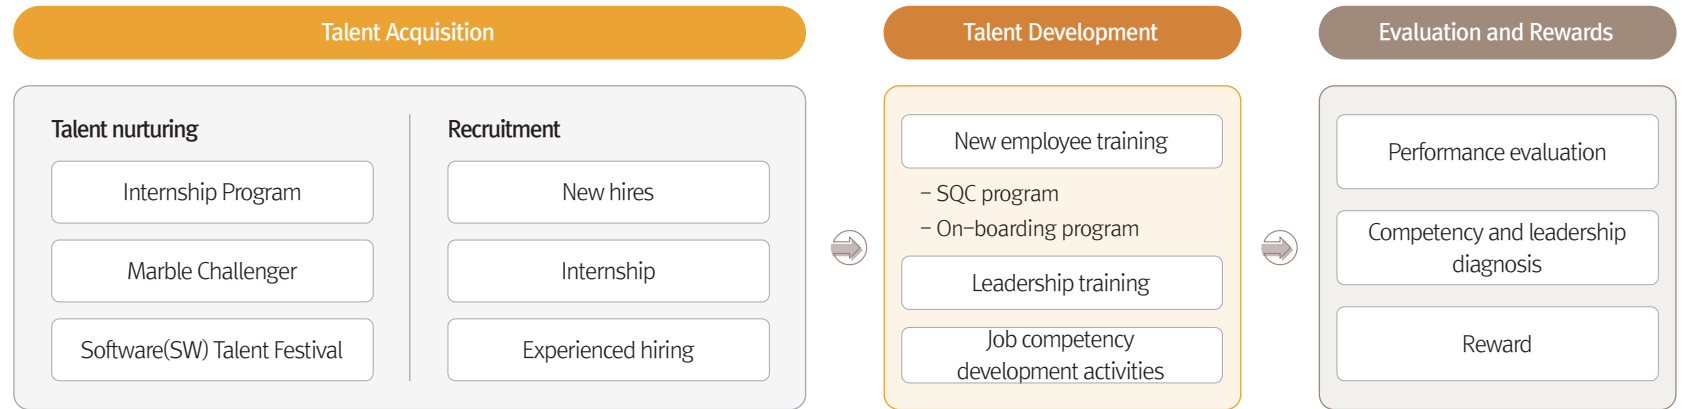 Talent Acquisition
Talent nurturing
Internship Program
Marble Challenger
Software(SW) Talent Festival
Recruitment
New hires
Internship
Experienced hiring
Talent Development
New employee training
- SQC program
- On-boarding program
Leadership training
Job competency
development activities
Evaluation and Rewards
Performance evaluation
Competency and leadership
diagnosis
Reward